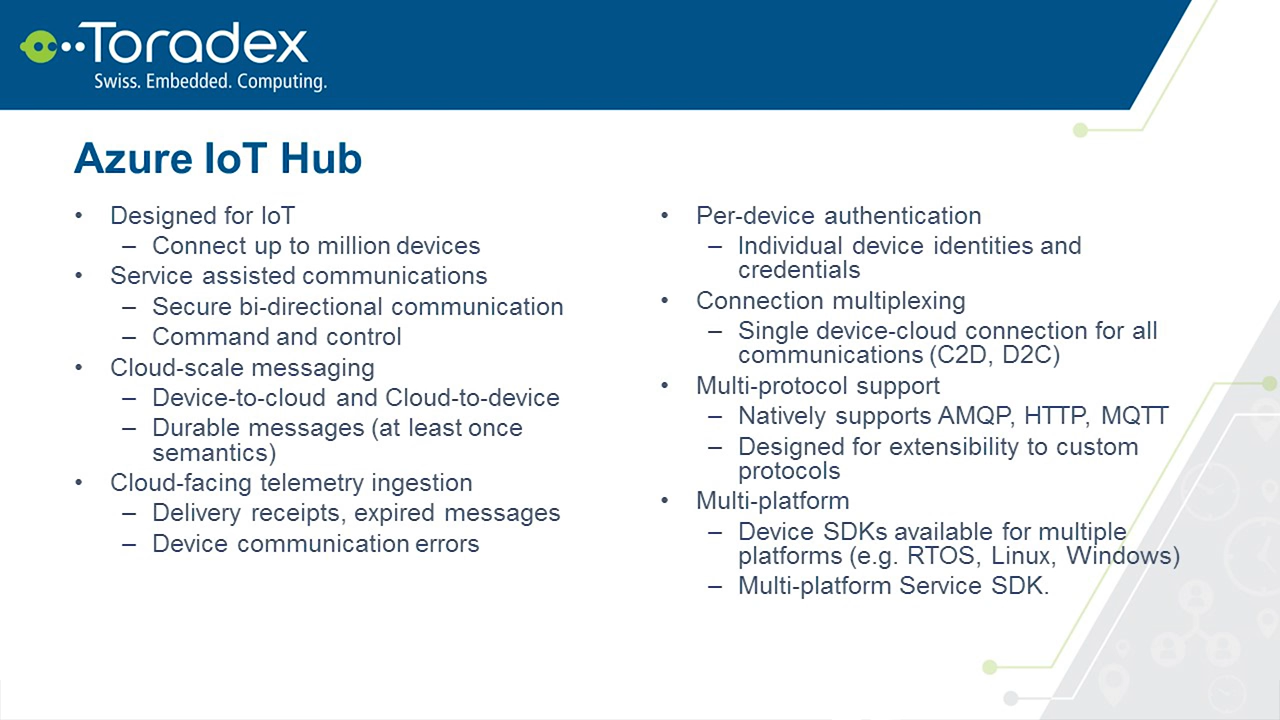 Toradex
Swiss. Embedded. Computing.
Azure IoT Hub
• Designed for IoT
– Connect up to million devices
• Service assisted communications
– Secure bi-directional communication
– Command and control
• Cloud-scale messaging
– Device-to-cloud and Cloud-to-device
– Durable messages (at least once
semantics)
• Cloud-facing telemetry ingestion
– Delivery receipts, expired messages
– Device communication errors
• Per-device authentication
– Individual device identities and
credentials
• Connection multiplexing
– Single device-cloud connection for all
communications (C2D, D2C)
• Multi-protocol support
– Natively supports AMQP, HTTP, MQTT
– Designed for extensibility to custom
protocols
• Multi-platform
– Device SDKs available for multiple
platforms (e.g. RTOS, Linux, Windows)
– Multi-platform Service SDK.